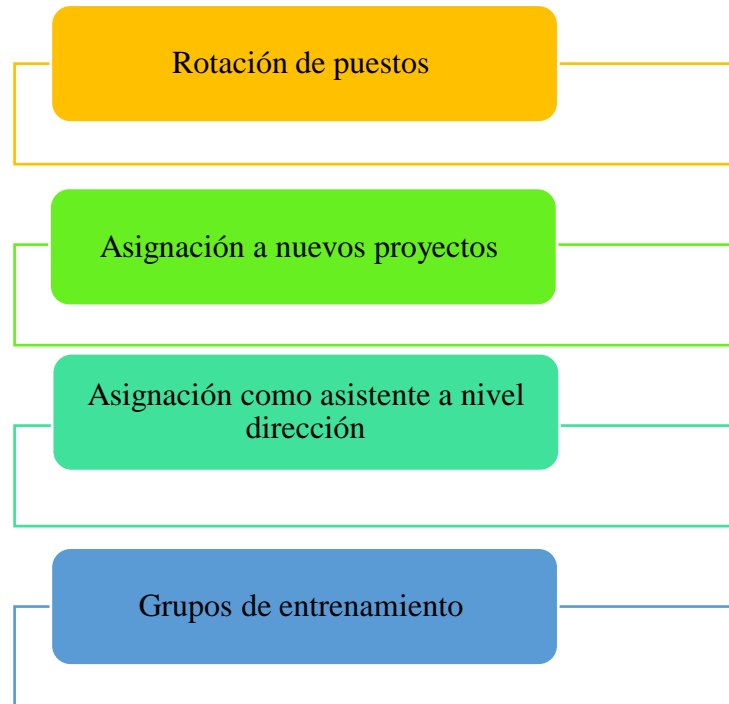 Rotación de puestos
Asignación a nuevos proyectos
Asignación como asistente a nivel
dirección
Grupos de entrenamiento